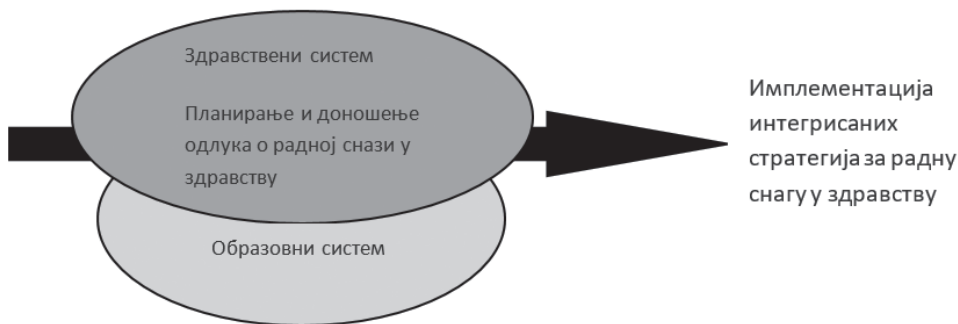 Здравствени систем
Планирање и доношење
одлука о радној снази у
здравству
Образовни систем
Имплементација
интегрисаних
стратегија за радну
снагу у здравству